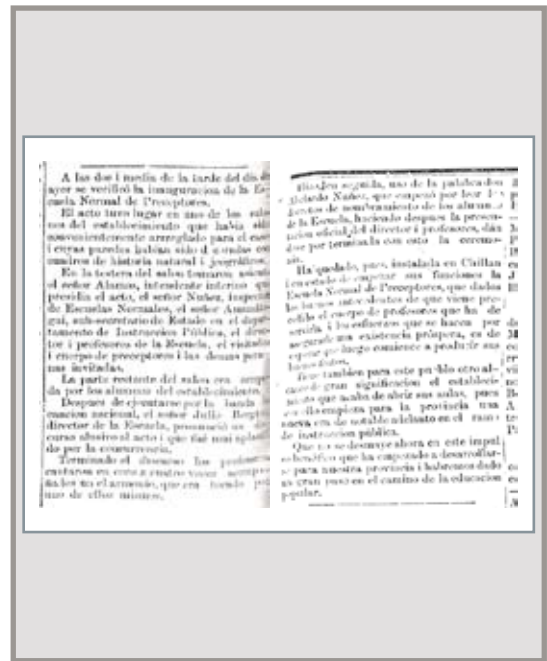 A las dos i media de la tarde del dia de
ayer se verificó la inauguracion de la Es-
cuela Normal de Preceptores.
El acto tuvo lugar en uno de los salo-
nes del establecimiento que habia sido
convenientemente arreglado para el caso
i cuyas paredes habian sido
cuadros de historia natural i jeográficos.
En la testera del salon tomaron asiento
el señor Alamos, intendente interino que
presidia el acto, el señor Nuñez, inspector
de Escuelas Normales, el señor
sub-secretario de Estado en el depar-
tamento de Instruccion Pública, el direc-
tor i profesores de la Escuela, el visitador
i cuerpo de preceptores i las demas perso-
nas invitadas.
La parte restante del salon era ocupa-
da por los alumnos del establecimiento.
Despues de ejecutarse por la banda la
cancion nacional, el señor Julio
director de la Escuela, pronunció un dis-
curso alusivo al acto i que fué mui aplaudi-
do por la concurrencia.
Terminado el discurso los profesores
cantaron en coro a cuatro voces
el armonio, que era tocado por
uno de ellos mismos.
En seguida, uso de la palabra don
Abelardo Nuñez, que empezó por leer los
decretos de nombramiento de los alumnos
de la Escuela, haciendo despues la presen-
tacion oficial del director i profesores, dán
dose por terminada con esto la ceremo-
nia.
Ha quedado, pues, instalada en Chillan
i en estado de empezar sus funciones la
Escuela Normal de Preceptores, que dados
los buenos antecedentes de que viene pre-
cedida el cuerpo de profesores que ha de
servirla, i los esfuerzos que se hacen por
asegurarle una existencia próspera, es de
esperar que luego comience a producir sus
buenos frutos.
Tiene tambien para este pueblo otro al-
cance de gran significacion el estableci-
miento que acaba de abrir sus aulas, pues
con ello empieza para la provincia una
nueva era de notable adelanto en el ramo
de instruccion pública.
Que no se desmaye ahora en este impul
so benéfico que ha empezado a desarrollar-
se para nuestra provincia i habremos dado
un gran paso en el camino de la educacion
popular.